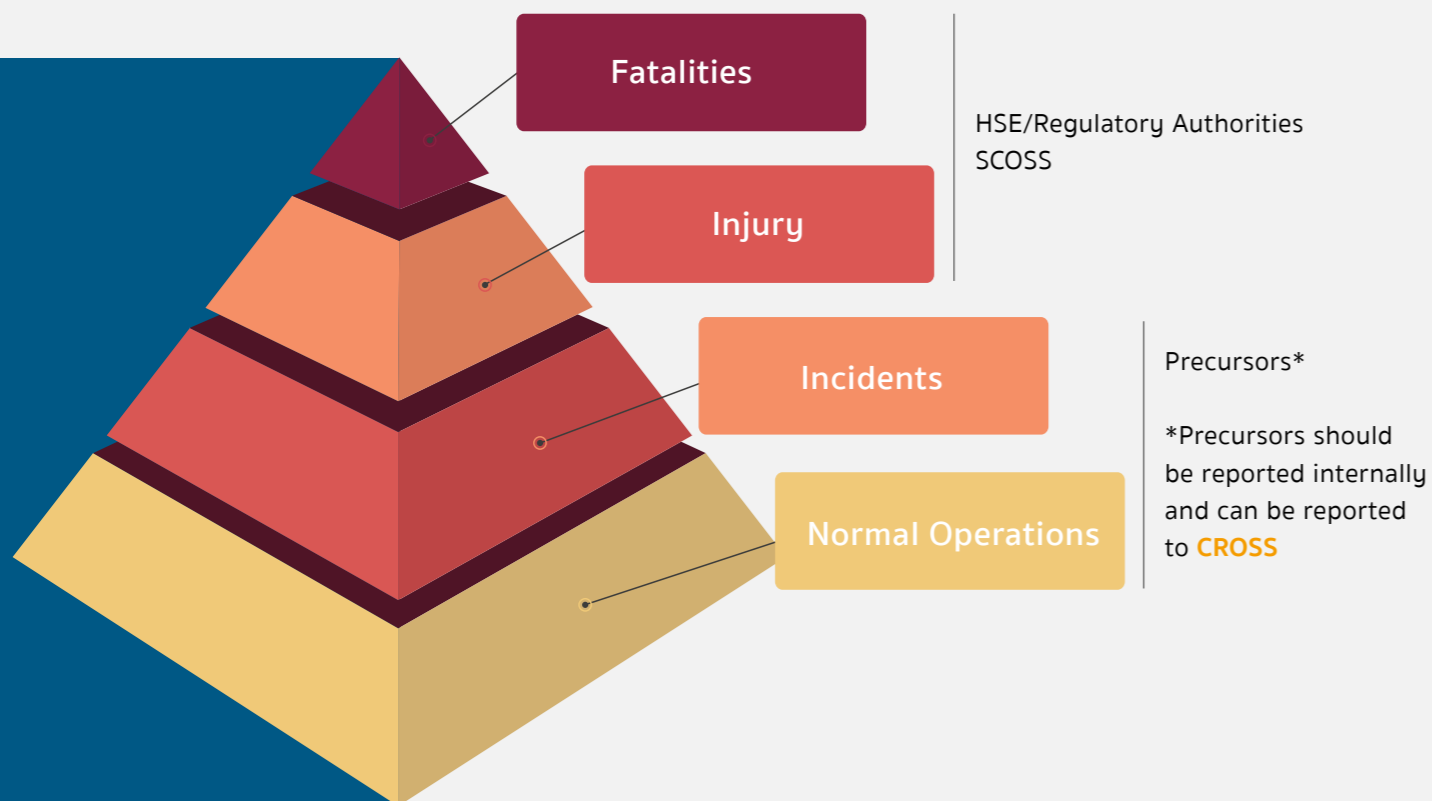 Fatalities
HSE/Regulatory Authorities
SCOSS
Injury
Incidents
Precursors*
*Precursors should
be reported internally
and can be reported
to CROSS
Normal Operations